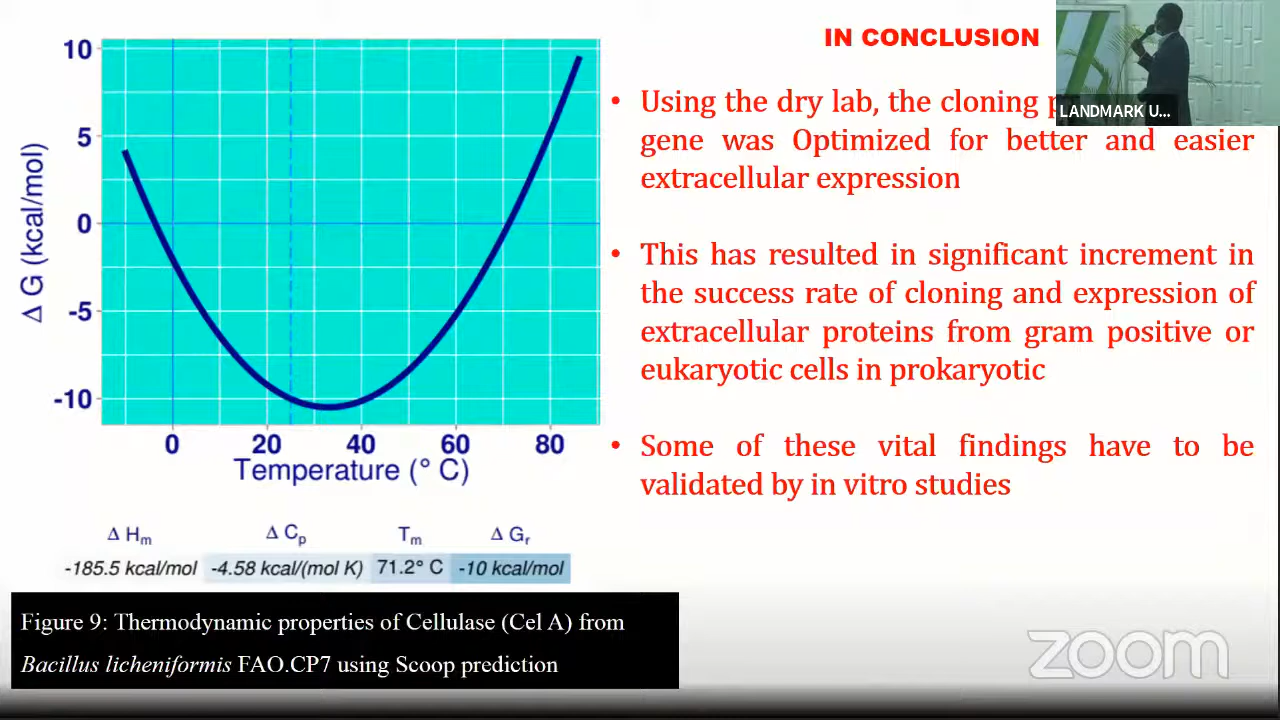 IN CONCLUSION
• Using the dry lab, the cloning
gene was Optimized for better and easier
extracellular expression
• This has resulted in significant increment in
the success rate of cloning and expression of
extracellular proteins from gram positive or
eukaryotic cells in prokaryotic
• Some of these vital findings have to be
validated by in vitro studies
LANDMARK U...
10
5
0
-5
-10
Δ G (kcal/mol)
0 20 40 60 80
Temperature (° C)
Δ Hm Δ Cp Tm Δ Gr
-185.5 kcal/mol -4.58 kcal/(mol K) 71.2° C -10 kcal/mol
Figure 9: Thermodynamic properties of Cellulase (Cel A) from
Bacillus licheniformis FAO.CP7 using Scoop prediction
zoom